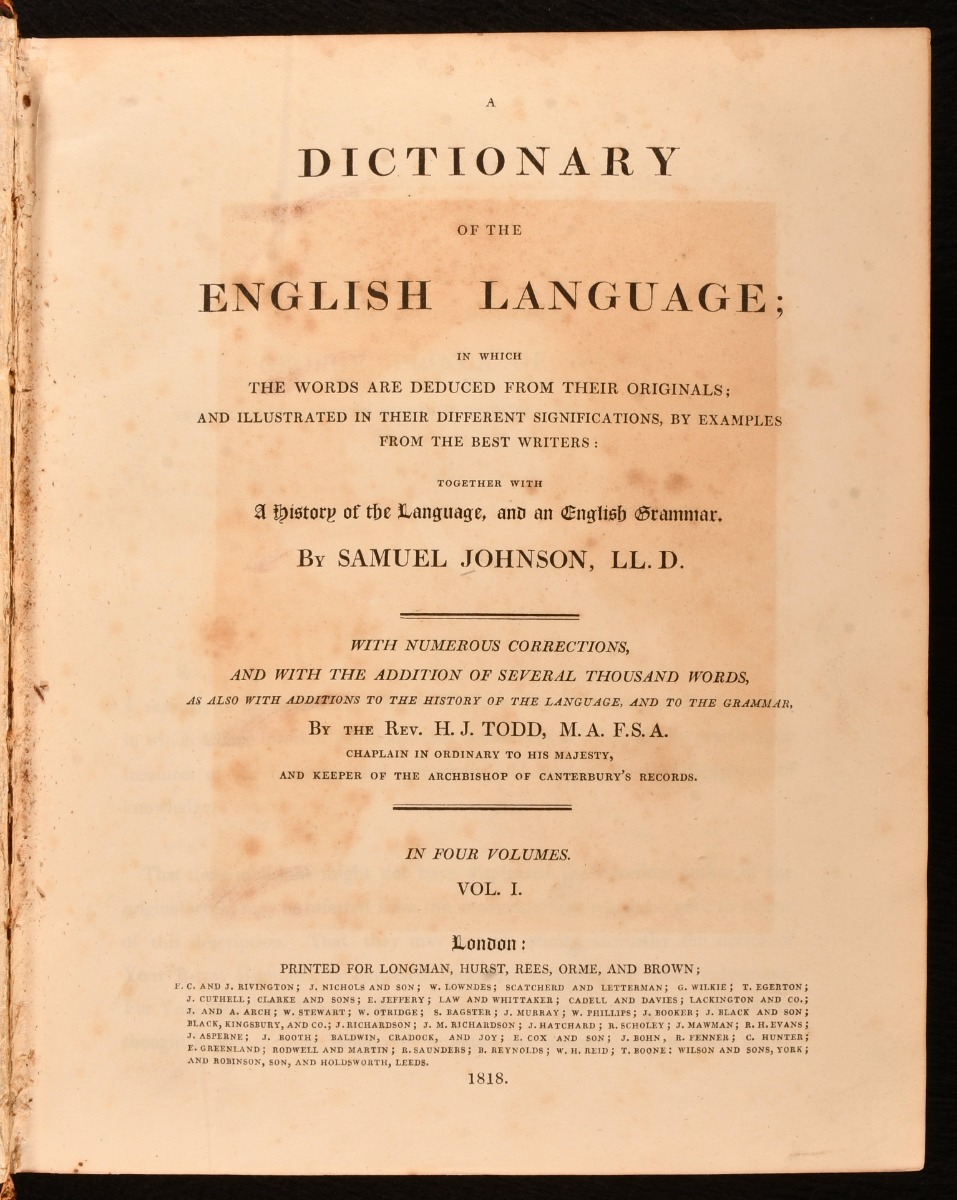 A
DICTIONARY
OF THE
ENGLISH LANGUAGE;
IN WHICH
THE WORDS ARE DEDUCED FROM THEIR ORIGINALS;
AND ILLUSTRATED IN THEIR DIFFERENT SIGNIFICATIONS, BY EXAMPLES
FROM THE BEST WRITERS:
TOGETHER WITH
A History of the Language, and an English Grammar.
By SAMUEL JOHNSON, LL. D.
WITH NUMEROUS CORRECTIONS,
AND WITH THE ADDITION OF SEVERAL THOUSAND WORDS,
AS ALSO WITH ADDITIONS TO THE HISTORY OF THE LANGUAGE, AND TO THE GRAMMAR,
By THE Rev. H. J. TODD, M. A. F. S. A.
CHAPLAIN IN ORDINARY TO HIS MAJESTY,
AND KEEPER OF THE ARCHBISHOP OF CANTERBURY'S RECORDS.
IN FOUR VOLUMES.
VOL. I.
London:
PRINTED FOR LONGMAN, HURST, REES, ORME, AND BROWN;
F. C. AND J. RIVINGTON; J. NICHOLS AND SON; W. LOWNDES; SCATCHERD AND LETTERMAN; G. WILKIE; T. EGERTON;
J. CUTHELL; CLARKE AND SONS; E. JEFFERY; LAW AND WHITTAKER; CADELL AND DAVIES; LACKINGTON AND CO.;
J. AND A. ARCH; W. STEWART; W. OTRIDGE; S. BAGSTER; J. MURRAY; W. PHILLIPS; J. BOOKER; J. BLACK AND SON;
BLACK, KINGSBURY, AND CO.; J. RICHARDSON; J. M. RICHARDSON; J. HATCHARD; R. SCHOLEY; J. MAWMAN; R. H. EVANS;
J. ASPERNE; J. BOOTH; BALDWIN, CRADOCK, AND JOY; E. COX AND SON; J. BOHN, R. FENNER; C. HUNTER;
E. GREENLAND; RODWELL AND MARTIN; R. SAUNDERS; B. REYNOLDS; W. H. REID; T. BOONE: WILSON AND SONS, YORK;
AND ROBINSON, SON, AND HOLDSWORTH, LEEDS.
1818.